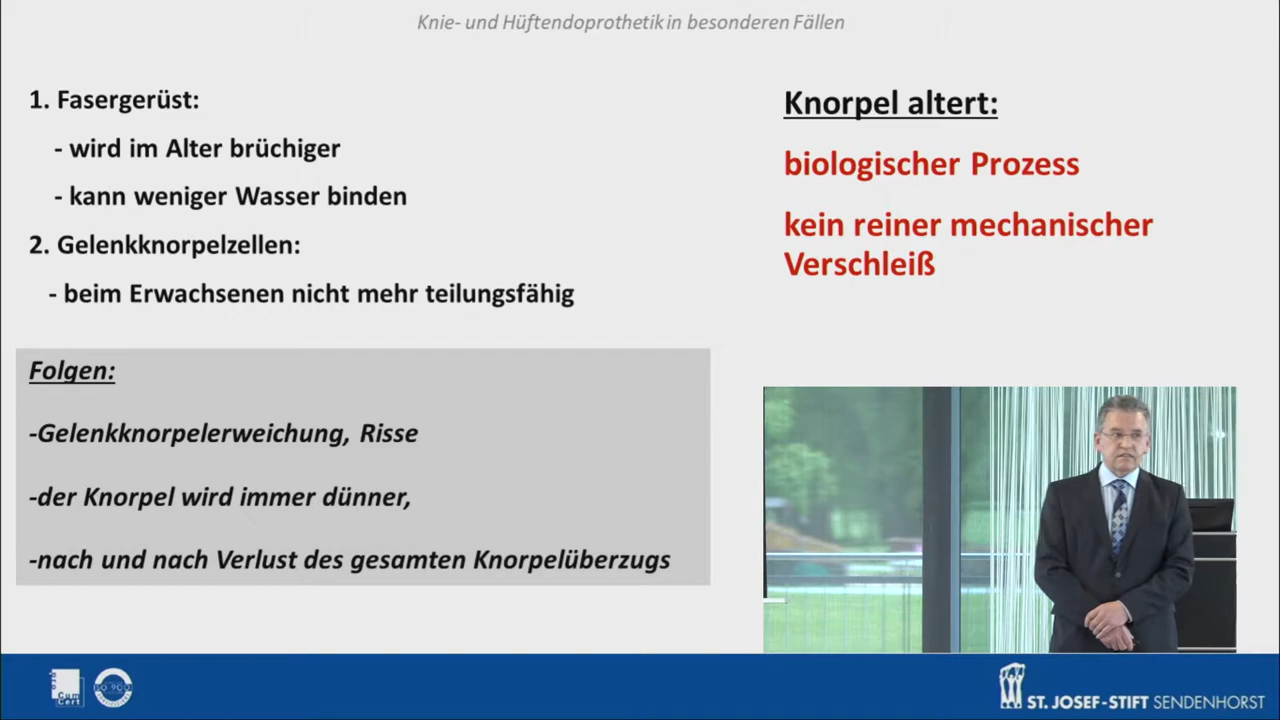 Knie- und Hüftendoprothetik in besonderen Fällen
1. Fasergerüst:
- wird im Alter brüchiger
- kann weniger Wasser binden
2. Gelenkknorpelzellen:
- beim Erwachsenen nicht mehr teilungsfähig
Folgen:
-Gelenkknorpelerweichung, Risse
-der Knorpel wird immer dünner,
-nach und nach Verlust des gesamten Knorpelüberzugs
Knorpel altert:
biologischer Prozess
kein reiner mechanischer
Verschleiß
Cum
Cert
ST. JOSEF-STIFT SENDENHORST